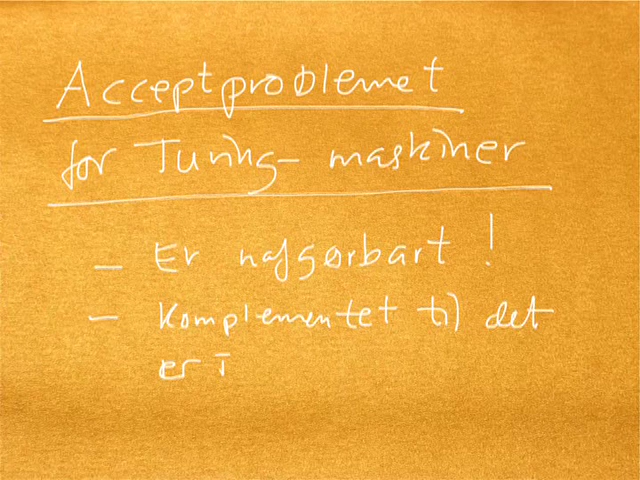 Acceptproblemet
for Turing-maskiner
- Er uafgørbart!
- Komplementet til det
er i